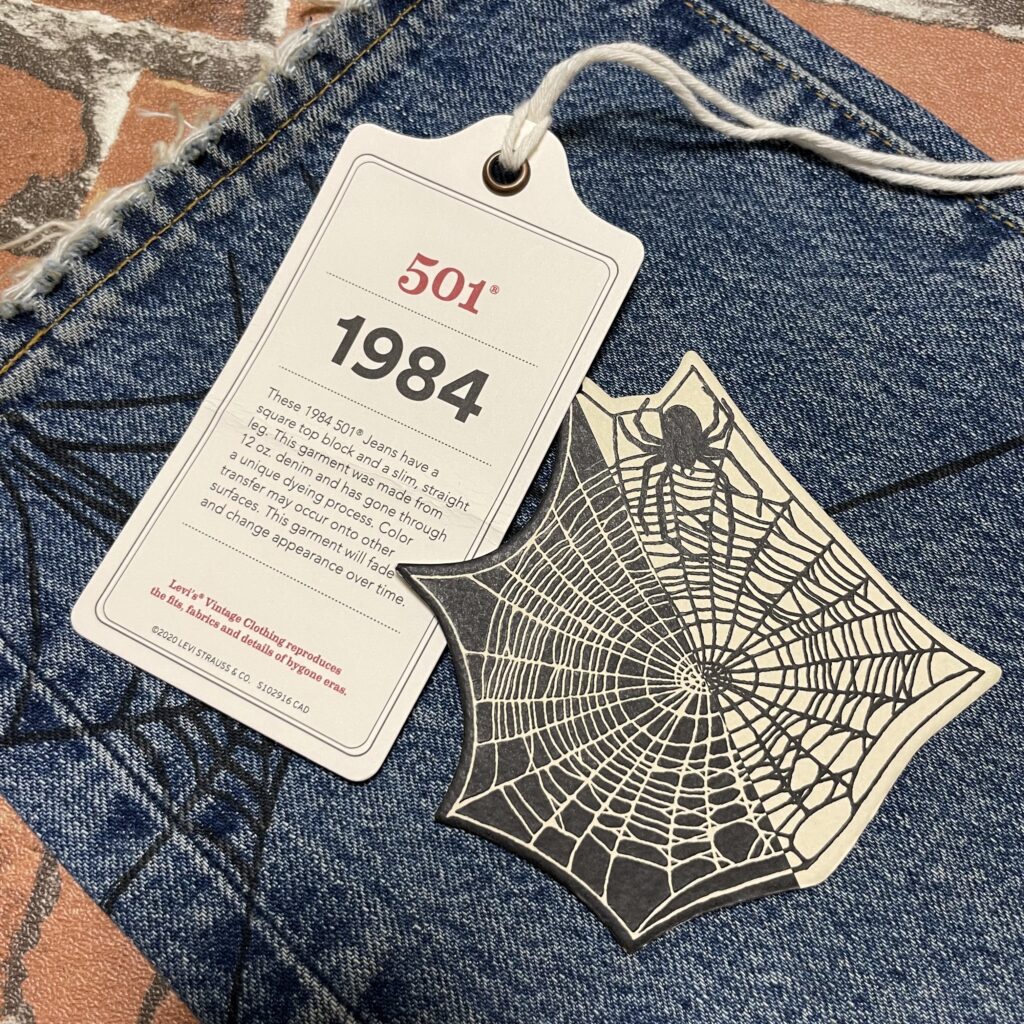 501®
1984
These 1984 501® Jeans have a
square top block and a slim, straight
leg. This garment was made from
12 oz. denim and has gone through
a unique dyeing process. Color
transfer may occur onto other
surfaces. This garment will fade
and change appearance over time.
Levi's® Vintage Clothing reproduces
the fits, fabrics and details of bygone eras.
©2020 LEVI STRAUSS & CO. S102916 CAD